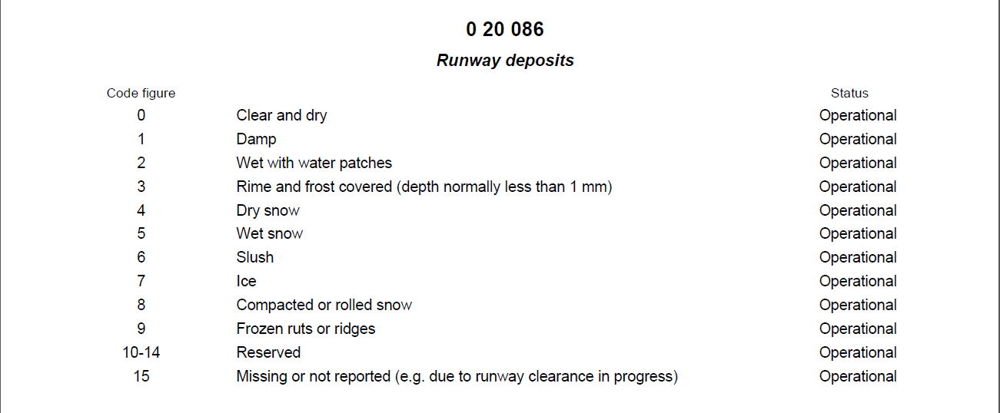 0 20 086
Runway deposits
Code figure Status
0 Clear and dry Operational
1 Damp Operational
2 Wet with water patches Operational
3 Rime and frost covered (depth normally less than 1 mm) Operational
4 Dry snow Operational
5 Wet snow Operational
6 Slush Operational
7 Ice Operational
8 Compacted or rolled snow Operational
9 Frozen ruts or ridges Operational
10-14 Reserved Operational
15 Missing or not reported (e.g. due to runway clearance in progress) Operational